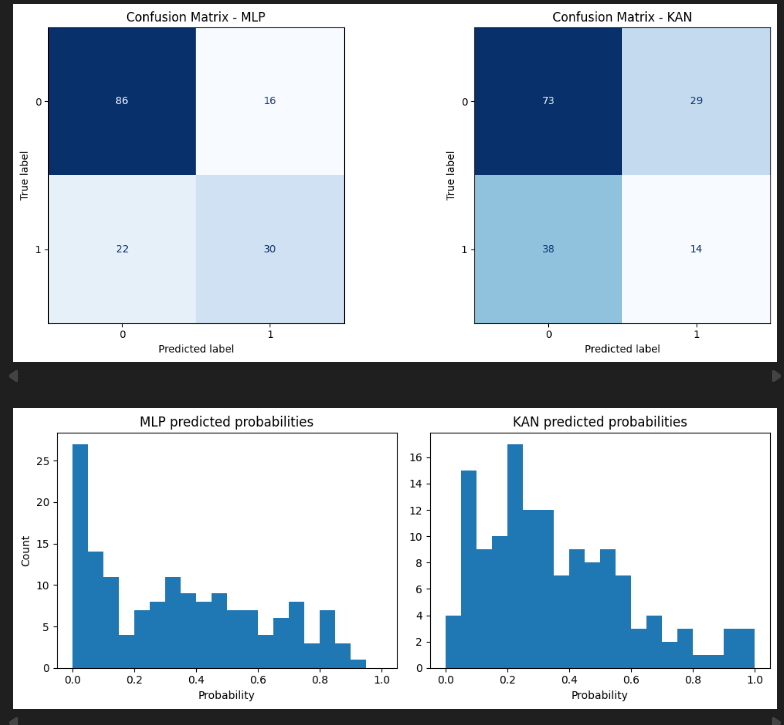 Confusion Matrix - MLP
True label
0
86
16
1
22
30
0
1
Predicted label
Confusion Matrix - KAN
True label
0
73
29
1
38
14
0
1
Predicted label
MLP predicted probabilities
Count
25
20
15
10
5
0
0.0 0.2 0.4 0.6 0.8 1.0
Probability
KAN predicted probabilities
16
14
12
10
8
6
4
2
0
0.0 0.2 0.4 0.6 0.8 1.0
Probability